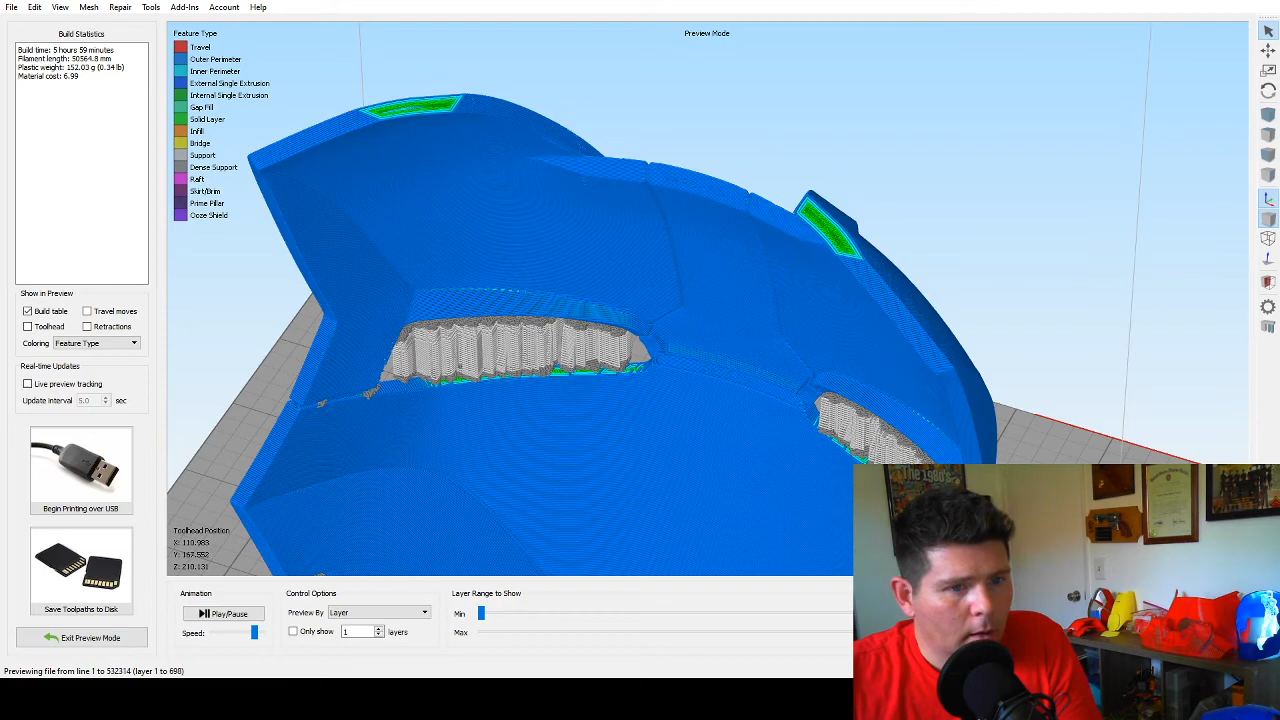 File Edit View Mesh Repair Tools Add-Ins Account Help
Build Statistics
Build time: 5 hours 59 minutes
Filament length: 50564.8 mm
Plastic weight: 152.03 g (0.34 lb)
Material cost: 6.99
Show in Preview
Build table
Travel moves
Toolhead
Retractions
Coloring Feature Type
Real-time Updates
Live preview tracking
Update interval 5.0 sec
Begin Printing over USB
Save Toolpaths to Disk
Exit Preview Mode
Feature Type
Travel
Outer Perimeter
Inner Perimeter
External Single Extrusion
Internal Single Extrusion
Gap Fill
Solid Layer
Infill
Bridge
Support
Dense Support
Raft
Skirt/Brim
Prime Pillar
Ooze Shield
Preview Mode
Toolhead Position
X: 110.983
Y: 167.552
Z: 210.131
Animation
Play/Pause
Speed:
Control Options
Preview By Layer
Only show 1 layers
Layer Range to Show
Min
Max
Previewing file from line 1 to 532314 (layer 1 to 698)
The 1980's